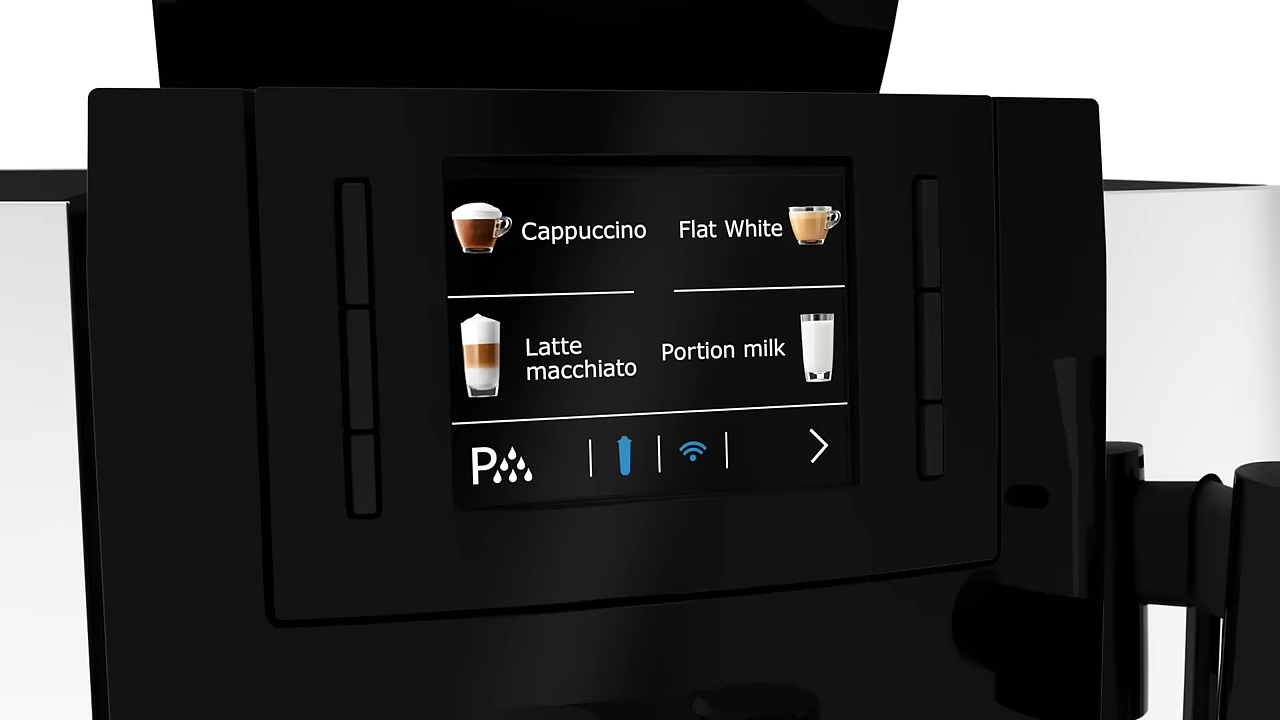 Cappuccino
Flat White
Latte
macchiato
Portion milk
P